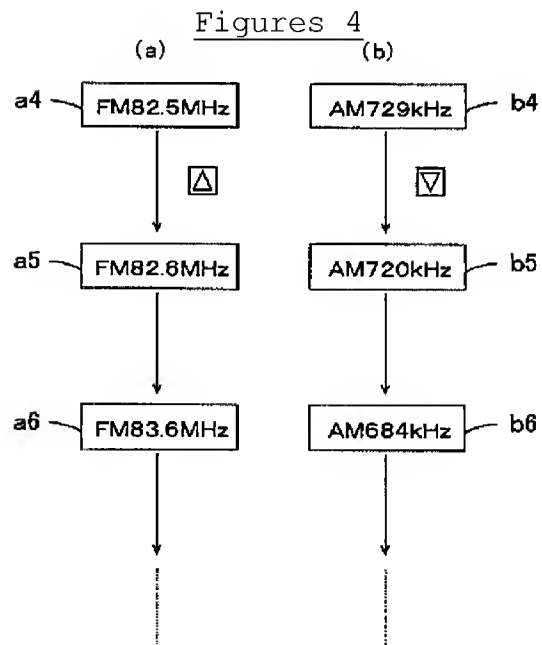 Figures 4
(a) (b)
a4 FM82.5MHz AM729kHz b4
a5 FM82.6MHz AM720kHz b5
a6 FM83.6MHz AM684kHz b6